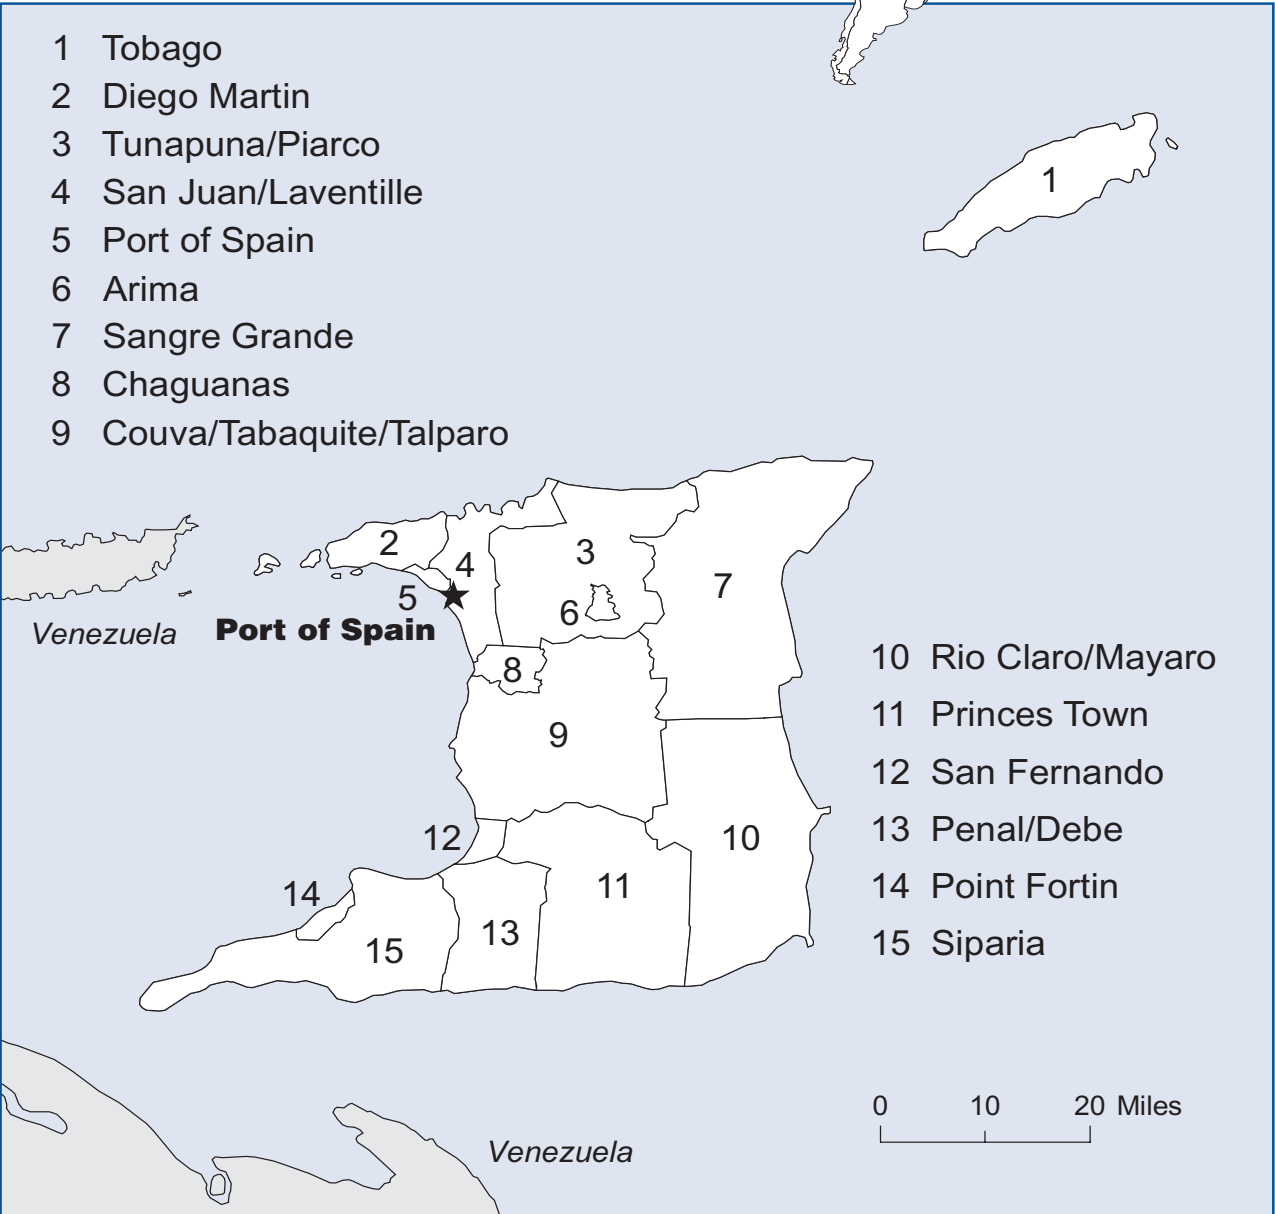 1 Tobago
2 Diego Martin
3 Tunapuna/Piarco
4 San Juan/Laventille
5 Port of Spain
6 Arima
7 Sangre Grande
8 Chaguanas
9 Couva/Tabaquite/Talparo
1
2
3
4
5
6
7
Venezuela
Port of Spain
8
9
10
11
12
13
14
15
10 Rio Claro/Mayaro
11 Princes Town
12 San Fernando
13 Penal/Debe
14 Point Fortin
15 Siparia
0 10 20 Miles
Venezuela